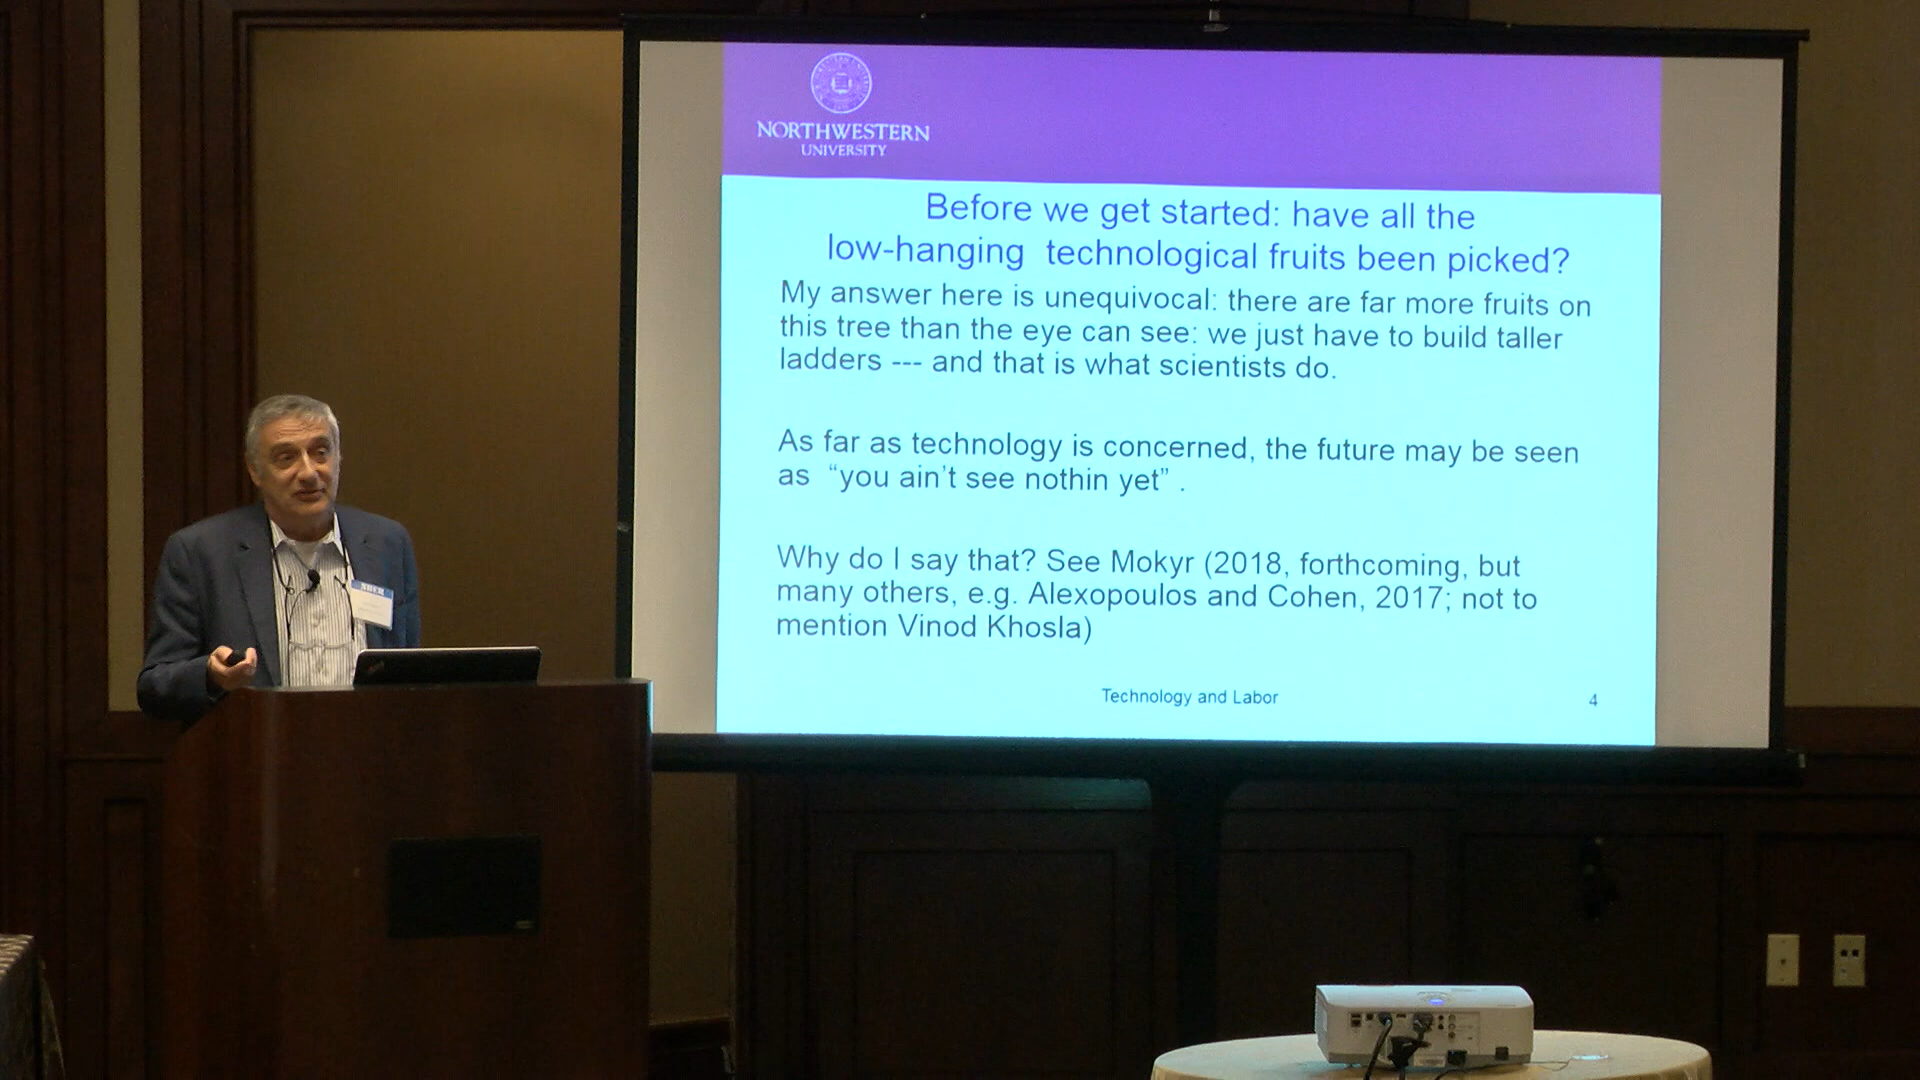 NORTHWESTERN
UNIVERSITY
Before we get started: have all the
low-hanging technological fruits been picked?
My answer here is unequivocal: there are far more fruits on
this tree than the eye can see: we just have to build taller
ladders --- and that is what scientists do.
As far as technology is concerned, the future may be seen
as “you ain’t see nothin yet” .
Why do I say that? See Mokyr (2018, forthcoming, but
many others, e.g. Alexopoulos and Cohen, 2017; not to
mention Vinod Khosla)
Technology and Labor
4
NBER